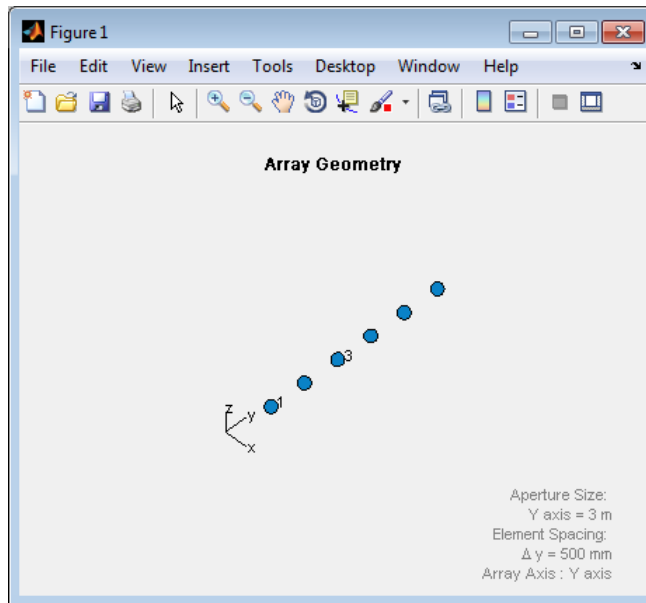 Figure 1
File Edit View Insert Tools Desktop Window Help
Array Geometry
3
1
z
y
x
Aperture Size:
Y axis = 3 m
Element Spacing:
Δ y = 500 mm
Array Axis : Y axis